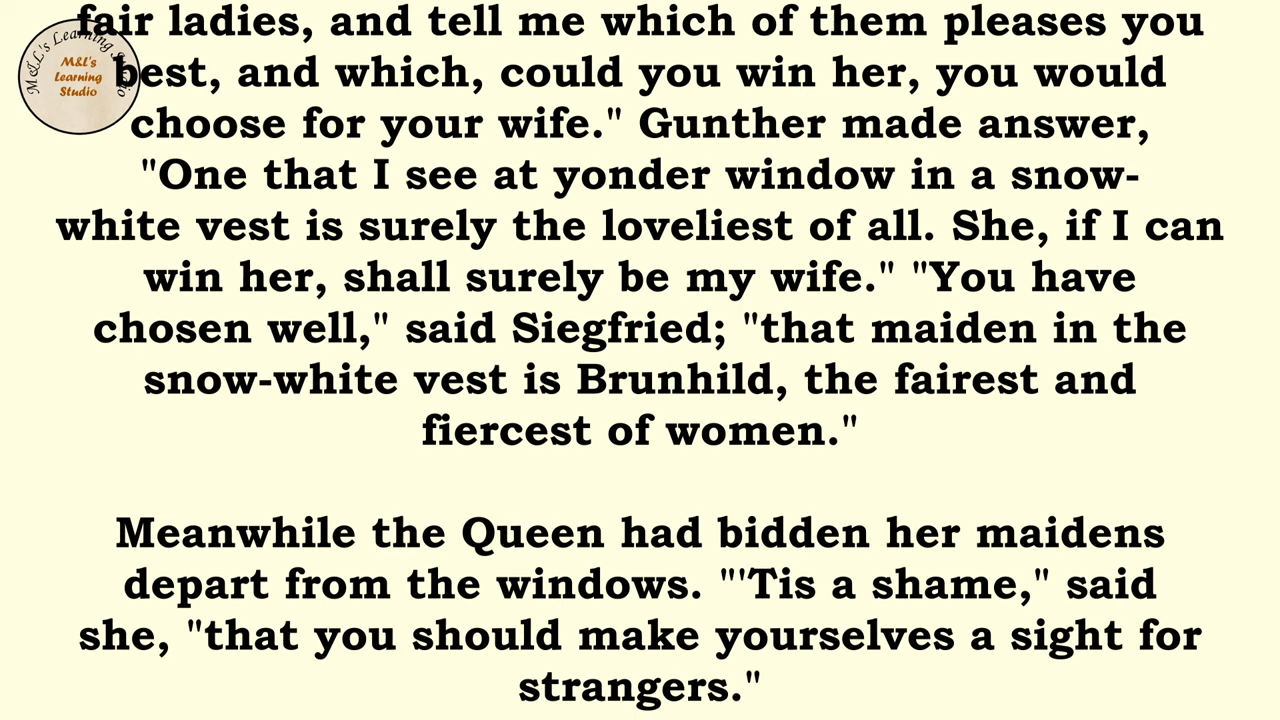 fair ladies, and tell me which of them pleases you
best, and which, could you win her, you would
choose for your wife." Gunther made answer,
"One that I see at yonder window in a snow-
white vest is surely the loveliest of all. She, if I can
win her, shall surely be my wife." "You have
chosen well," said Siegfried; "that maiden in the
snow-white vest is Brunhild, the fairest and
fiercest of women."
Meanwhile the Queen had bidden her maidens
depart from the windows. "'Tis a shame," said
she, "that you should make yourselves a sight for
strangers."
M&L's Learning Studio
M&L's
Learning
Studio